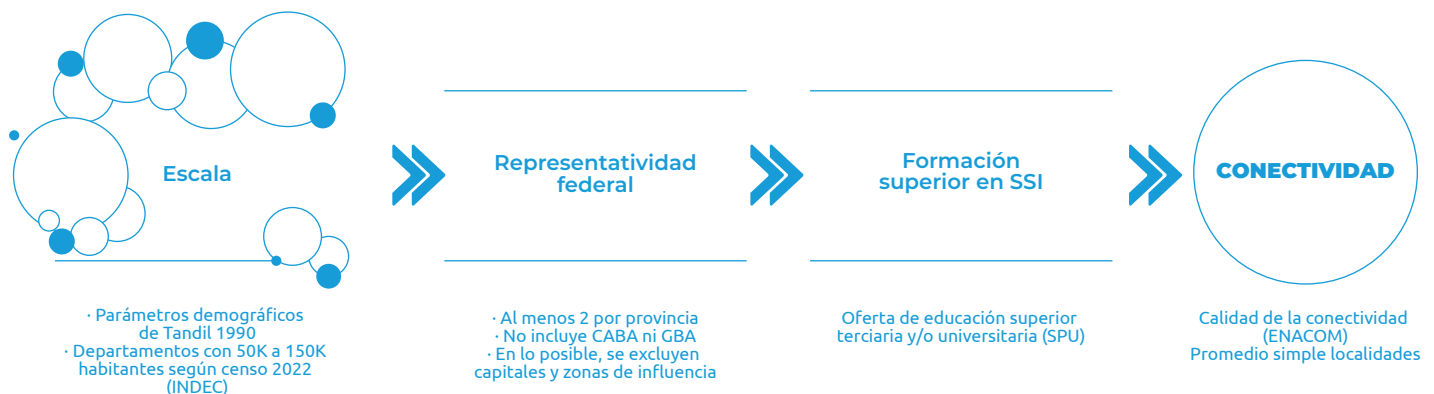 Escala
· Parámetros demográficos
de Tandil 1990
· Departamentos con 50K a 150K
habitantes según censo 2022
(INDEC)
Representatividad
federal
· Al menos 2 por provincia
· No incluye CABA ni GBA
· En lo posible, se excluyen
capitales y zonas de influencia
Formación
superior en SSI
Oferta de educación superior
terciaria y/o universitaria (SPU)
CONECTIVIDAD
Calidad de la conectividad
(ENACOM)
Promedio simple localidades